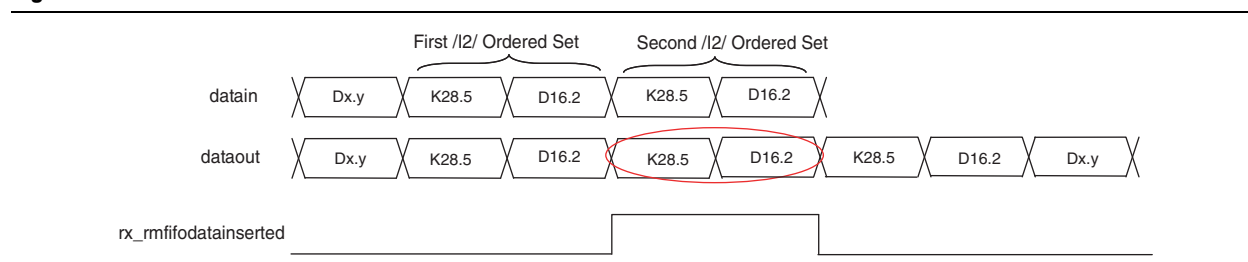 First /I2/ Ordered Set Second /I2/ Ordered Set
datain Dx.y K28.5 D16.2 K28.5 D16.2
dataout Dx.y K28.5 D16.2 K28.5 D16.2 K28.5 D16.2 Dx.y
rx_rmfifodatainserted